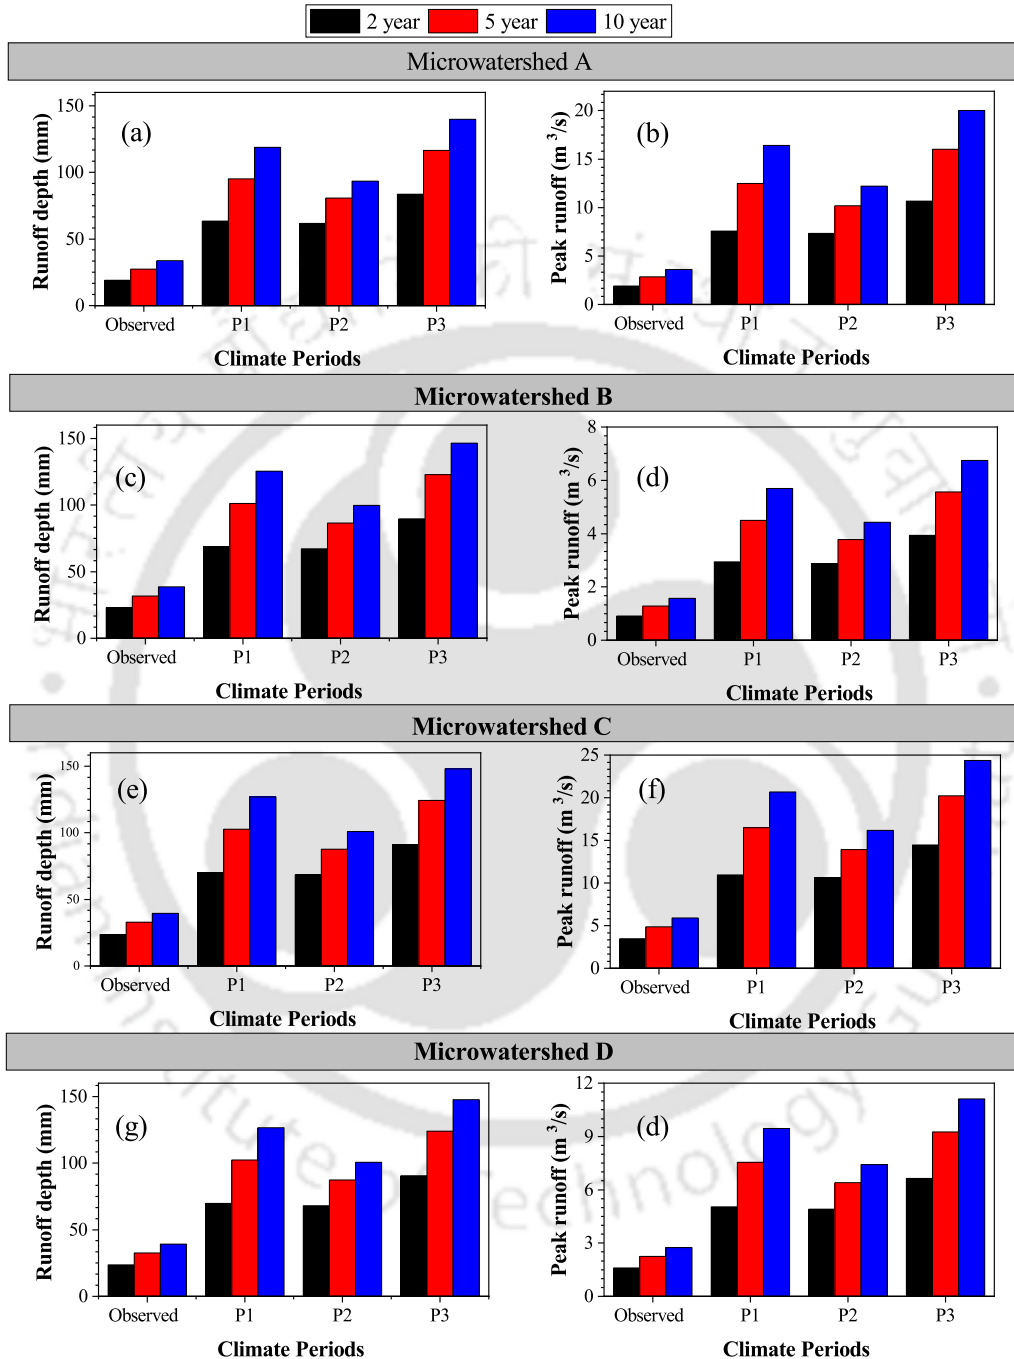 2 year 5 year 10 year
Microwatershed A
(a)
Runoff depth (mm)
150
100
50
0
Observed P1 P2 P3
Climate Periods
(b)
Peak runoff (m ³/s)
20
15
10
5
0
Observed P1 P2 P3
Climate Periods
Microwatershed B
(c)
Runoff depth (mm)
150
100
50
0
Observed P1 P2 P3
Climate Periods
(d)
Peak runoff (m ³/s)
8
6
4
2
0
Observed P1 P2 P3
Climate Periods
Microwatershed C
(e)
Runoff depth (mm)
150
100
50
0
Observed P1 P2 P3
Climate Periods
(f)
Peak runoff (m ³/s)
25
20
15
10
5
0
Observed P1 P2 P3
Climate Periods
Microwatershed D
(g)
Runoff depth (mm)
150
100
50
0
Observed P1 P2 P3
Climate Periods
(d)
Peak runoff (m ³/s)
12
9
6
3
0
Observed P1 P2 P3
Climate Periods
Institute of Technology